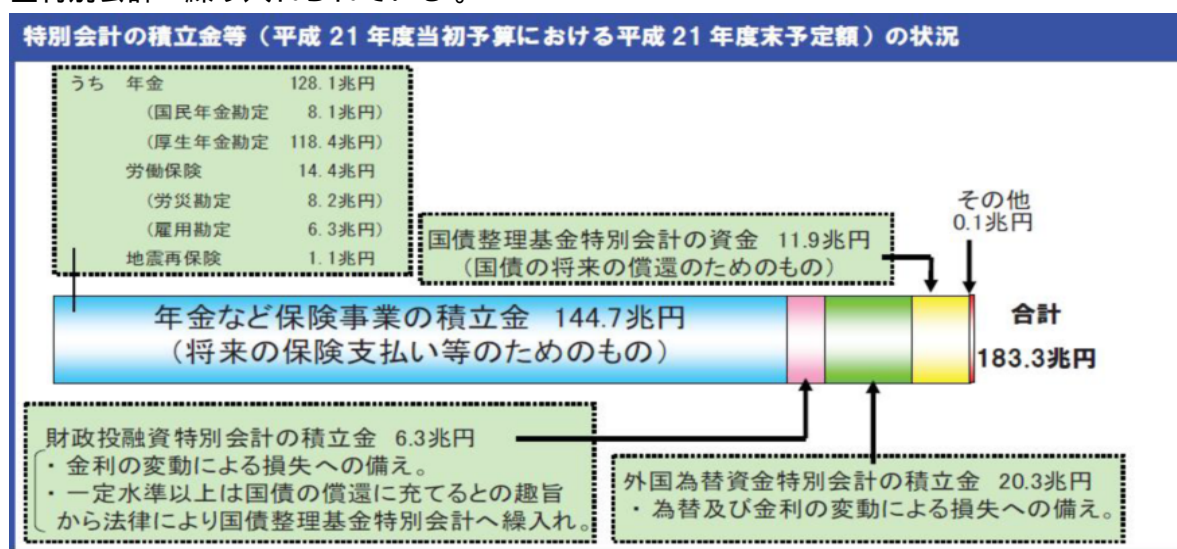 特別会計の積立金等（平成 21 年度当初予算における平成 21 年度末予定額）の状況
うち 年金 128.1兆円
(国民年金勘定 8.1兆円)
(厚生年金勘定 118.4兆円)
労働保険 14.4兆円
(労災勘定 8.2兆円)
(雇用勘定 6.3兆円)
地震再保険 1.1兆円
国債整理基金特別会計の資金 11.9兆円
（国債の将来の償還のためのもの）
その他
0.1兆円
年金など保険事業の積立金 144.7兆円
（将来の保険支払い等のためのもの）
合計
183.3兆円
財政投融資特別会計の積立金 6.3兆円
・金利の変動による損失への備え。
・一定水準以上は国債の償還に充てるとの趣旨
から法律により国債整理基金特別会計へ繰入れ。
外国為替資金特別会計の積立金 20.3兆円
・為替及び金利の変動による損失への備え。